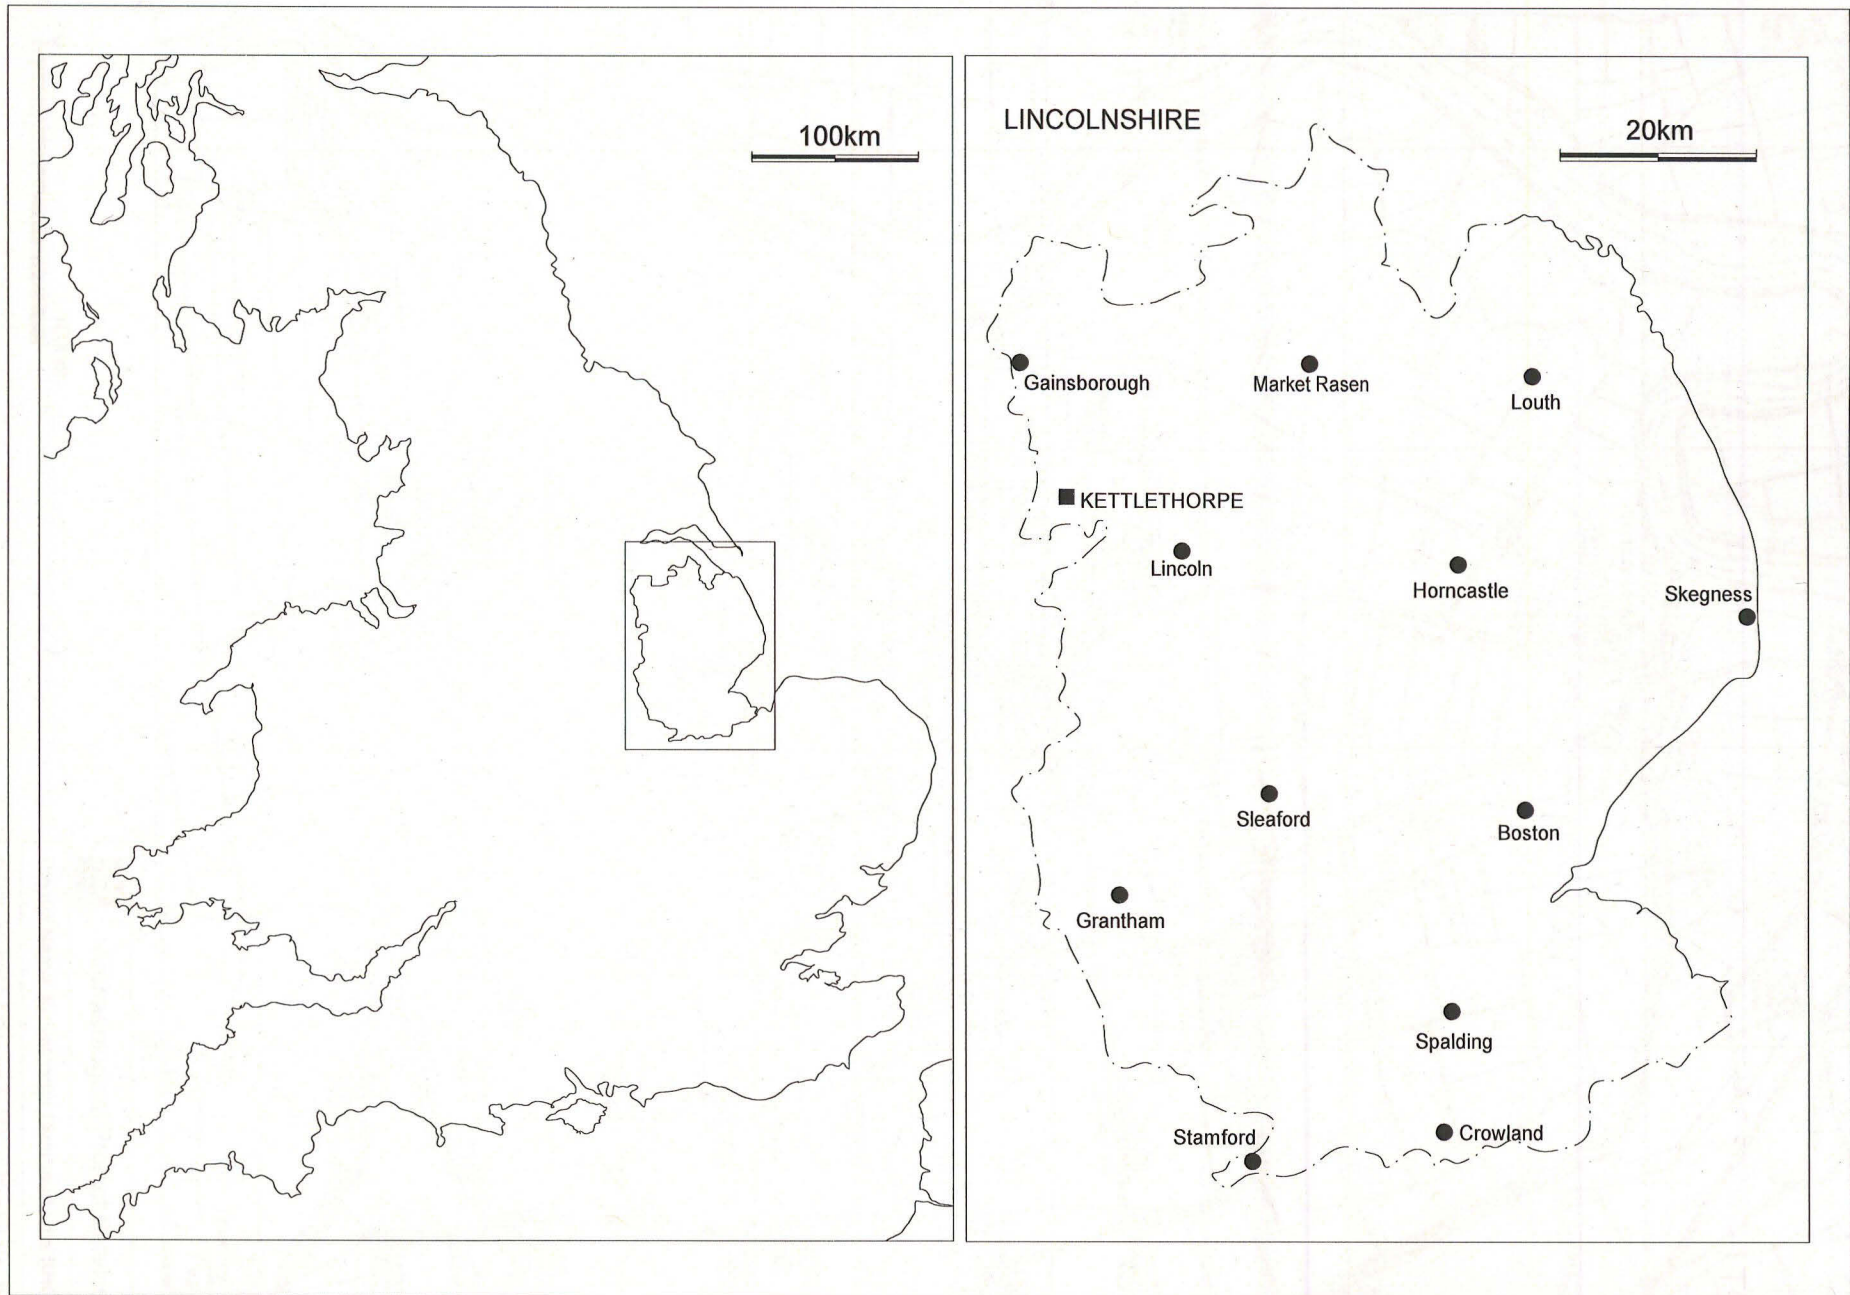 100km
LINCOLNSHIRE
20km
Gainsborough
Market Rasen
Louth
KETTLETHORPE
Lincoln
Horncastle
Skegness
Sleaford
Boston
Grantham
Spalding
Stamford
Crowland